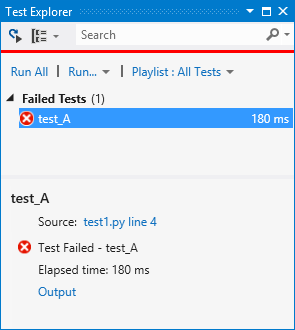 Test Explorer
Search
Run All | Run... | Playlist : All Tests
Failed Tests (1)
test_A 180 ms
test_A
Source: test1.py line 4
Test Failed - test_A
Elapsed time: 180 ms
Output